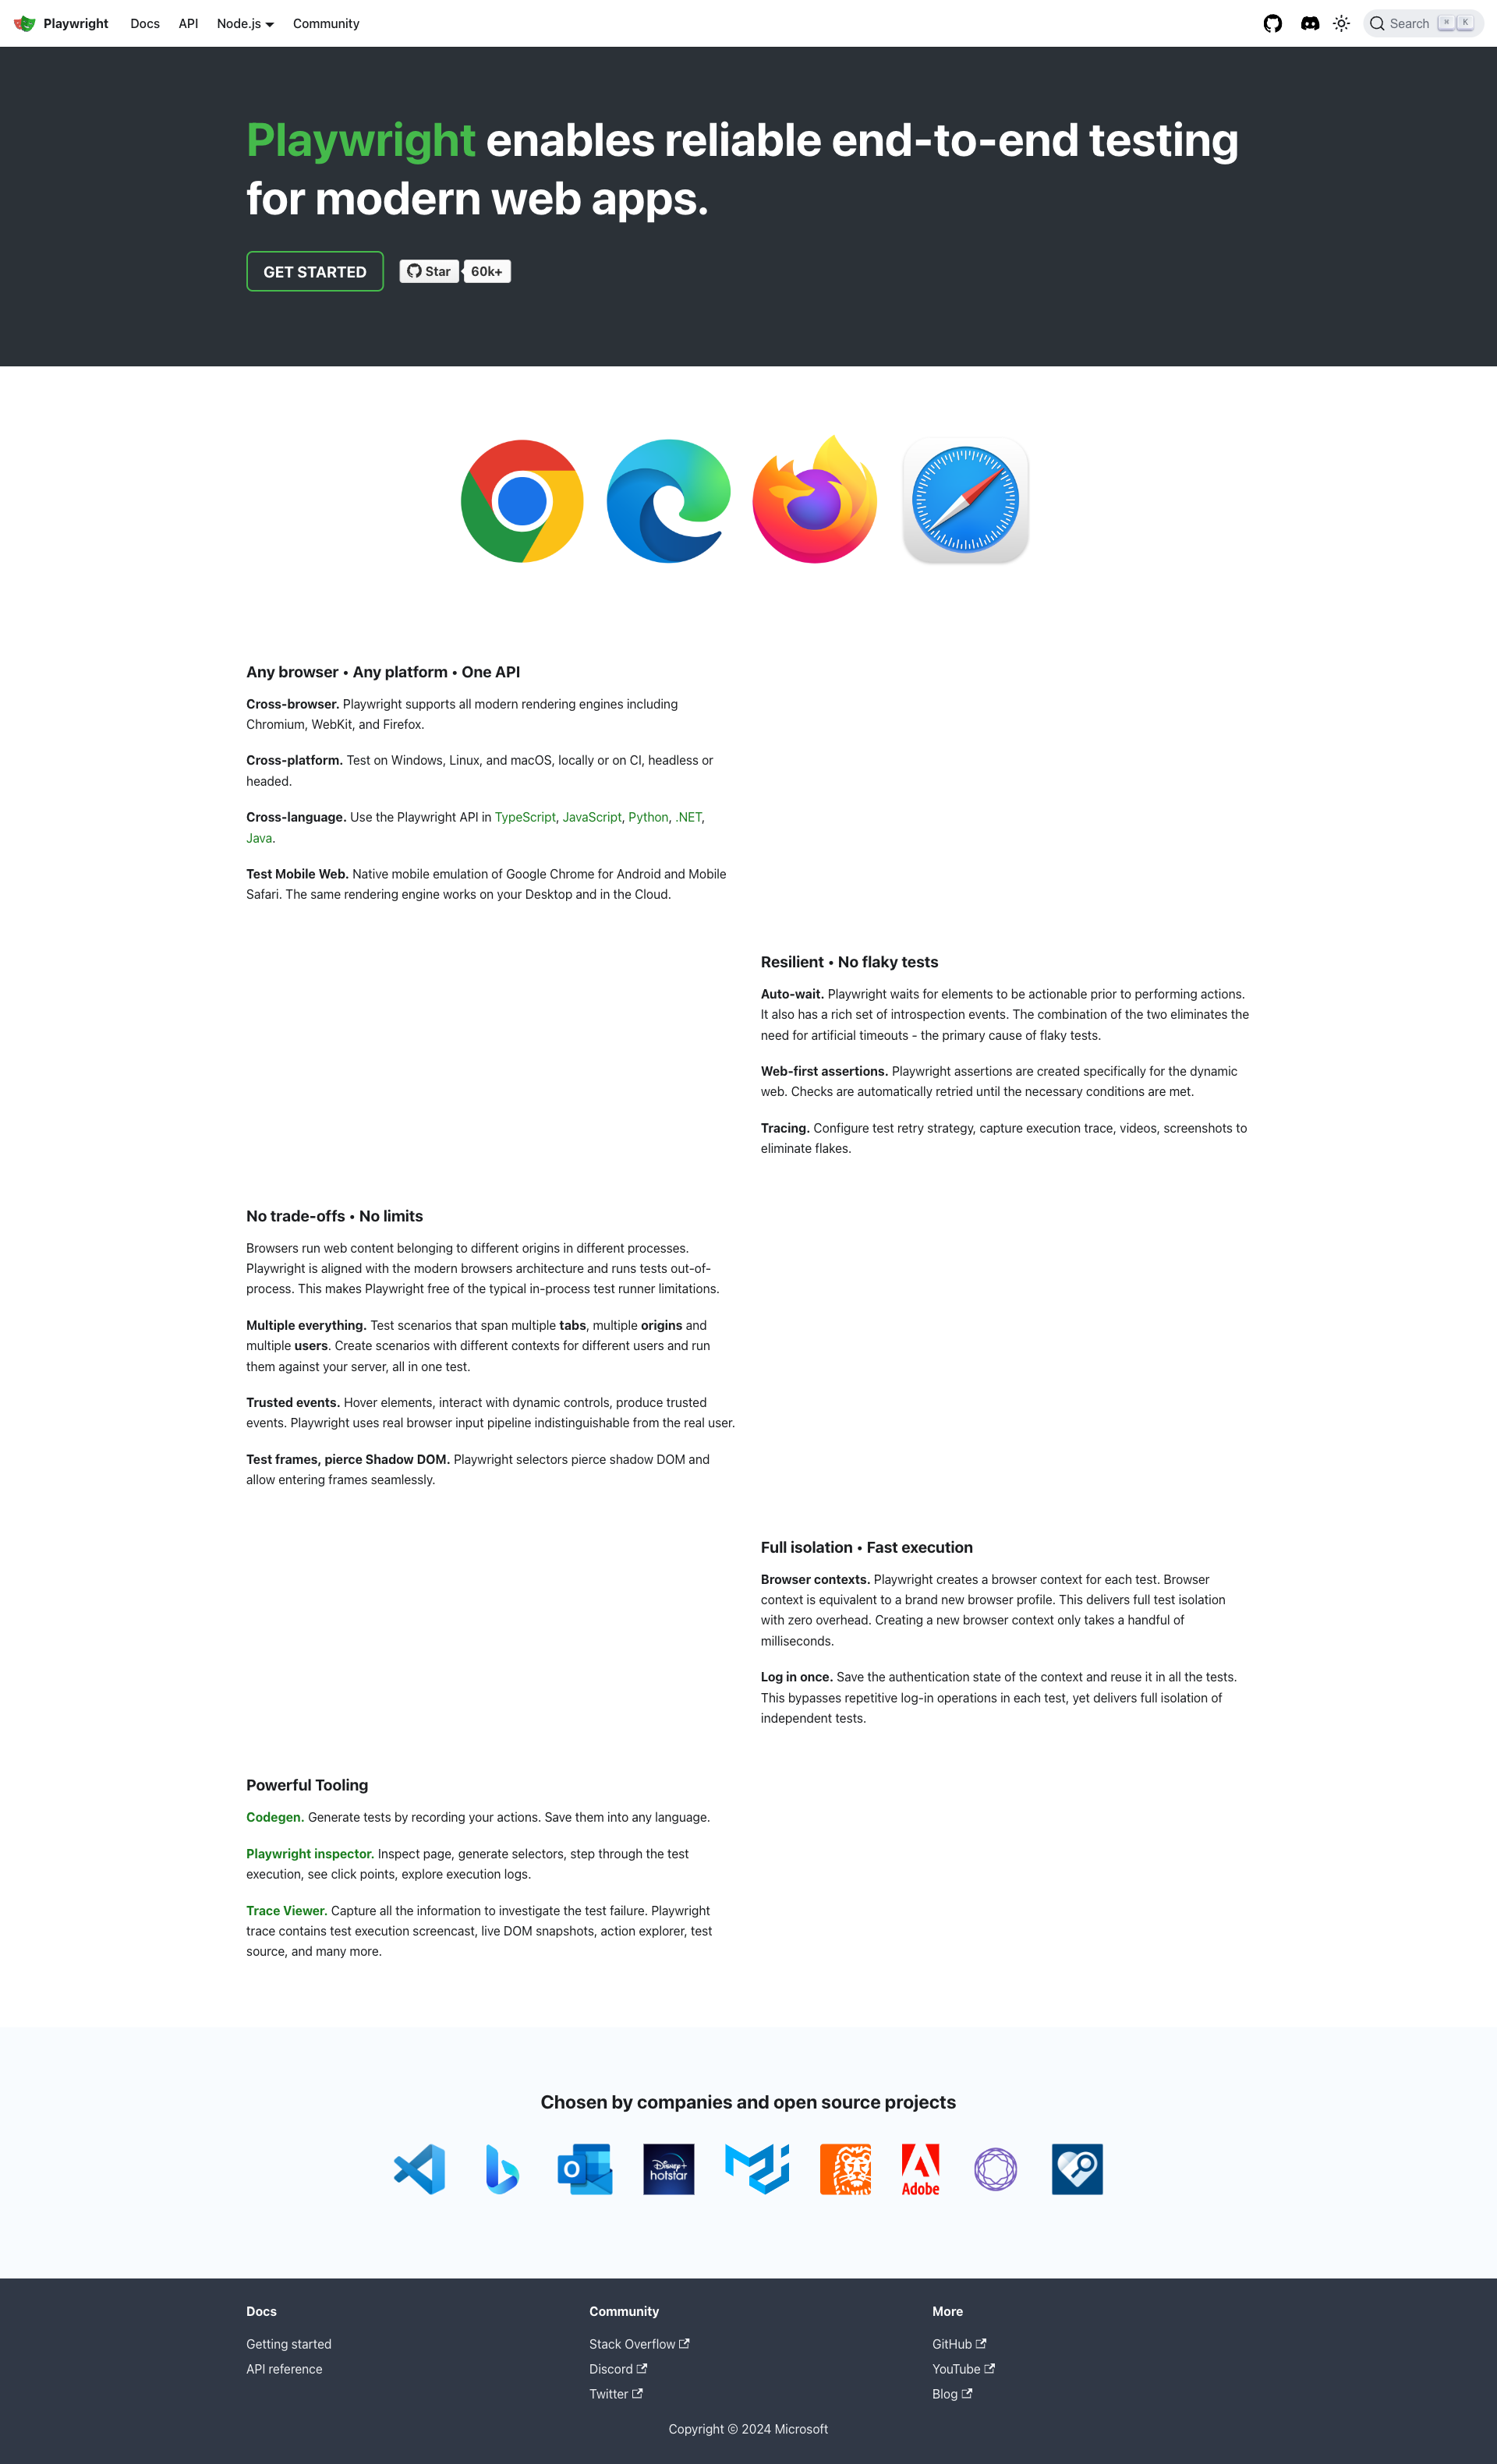 Playwright Docs API Node.js Community Search ⌘ K
Playwright enables reliable end-to-end testing
for modern web apps.
GET STARTED Star 60k+
Any browser • Any platform • One API
Cross-browser. Playwright supports all modern rendering engines including
Chromium, WebKit, and Firefox.
Cross-platform. Test on Windows, Linux, and macOS, locally or on CI, headless or
headed.
Cross-language. Use the Playwright API in TypeScript, JavaScript, Python, .NET,
Java.
Test Mobile Web. Native mobile emulation of Google Chrome for Android and Mobile
Safari. The same rendering engine works on your Desktop and in the Cloud.
Resilient • No flaky tests
Auto-wait. Playwright waits for elements to be actionable prior to performing actions.
It also has a rich set of introspection events. The combination of the two eliminates the
need for artificial timeouts - the primary cause of flaky tests.
Web-first assertions. Playwright assertions are created specifically for the dynamic
web. Checks are automatically retried until the necessary conditions are met.
Tracing. Configure test retry strategy, capture execution trace, videos, screenshots to
eliminate flakes.
No trade-offs • No limits
Browsers run web content belonging to different origins in different processes.
Playwright is aligned with the modern browsers architecture and runs tests out-of-
process. This makes Playwright free of the typical in-process test runner limitations.
Multiple everything. Test scenarios that span multiple tabs, multiple origins and
multiple users. Create scenarios with different contexts for different users and run
them against your server, all in one test.
Trusted events. Hover elements, interact with dynamic controls, produce trusted
events. Playwright uses real browser input pipeline indistinguishable from the real user.
Test frames, pierce Shadow DOM. Playwright selectors pierce shadow DOM and
allow entering frames seamlessly.
Full isolation • Fast execution
Browser contexts. Playwright creates a browser context for each test. Browser
context is equivalent to a brand new browser profile. This delivers full test isolation
with zero overhead. Creating a new browser context only takes a handful of
milliseconds.
Log in once. Save the authentication state of the context and reuse it in all the tests.
This bypasses repetitive log-in operations in each test, yet delivers full isolation of
independent tests.
Powerful Tooling
Codegen. Generate tests by recording your actions. Save them into any language.
Playwright inspector. Inspect page, generate selectors, step through the test
execution, see click points, explore execution logs.
Trace Viewer. Capture all the information to investigate the test failure. Playwright
trace contains test execution screencast, live DOM snapshots, action explorer, test
source, and many more.
Chosen by companies and open source projects
O
Disney+
hotstar
Adobe
Docs
Getting started
API reference
Community
Stack Overflow
Discord
Twitter
More
GitHub
YouTube
Blog
Copyright © 2024 Microsoft